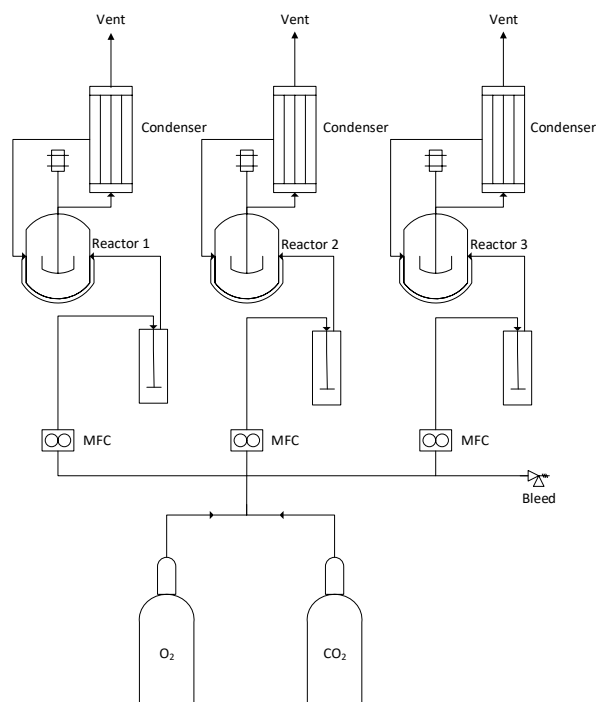 Vent
Vent
Vent
Condenser
Condenser
Condenser
Reactor 1
Reactor 2
Reactor 3
MFC
MFC
MFC
Bleed
O₂
CO₂